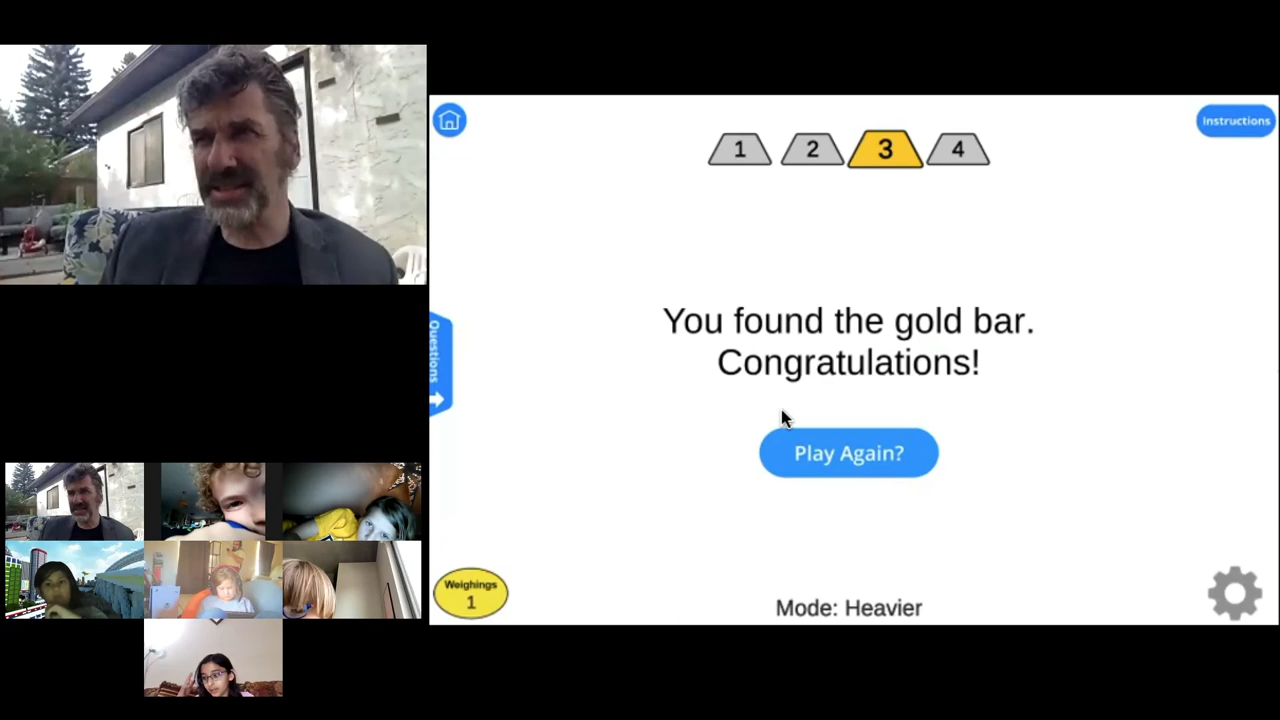 Instructions
1 2 3 4
You found the gold bar.
Congratulations!
Questions
Play Again?
Weighings
1
Mode: Heavier